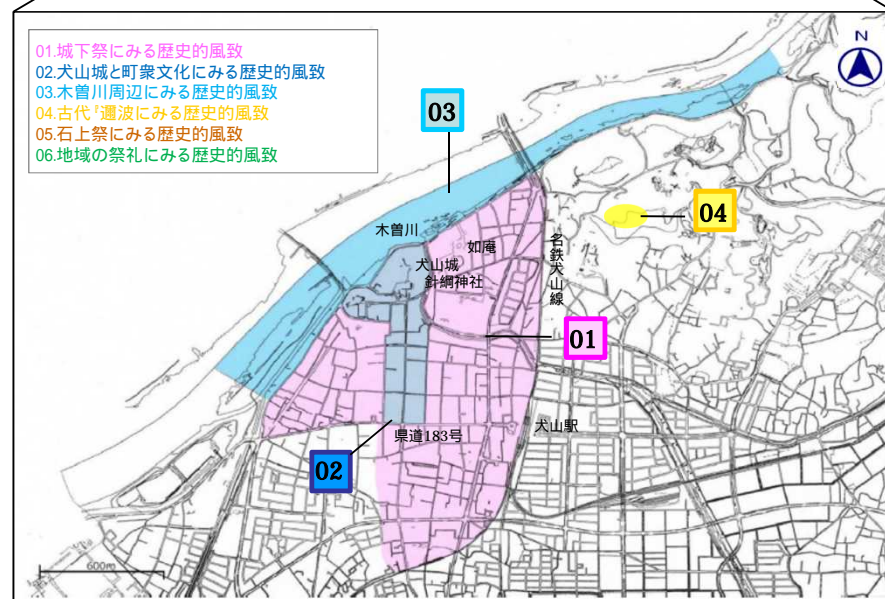 01.城下祭にみる歴史的風致
02.犬山城と町衆文化にみる歴史的風致
03.木曽川周辺にみる歴史的風致
04.古代〝邇波にみる歴史的風致
05.石上祭にみる歴史的風致
06.地域の祭礼にみる歴史的風致
N
03
04
木曽川
如庵
犬山城
針綱神社
名鉄犬山線
01
犬山駅
県道183号
02
600m